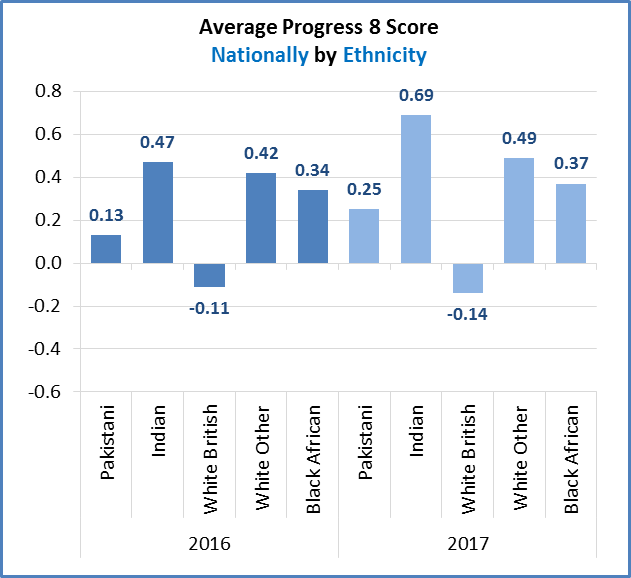 Average Progress 8 Score
Nationally by Ethnicity
0.8
0.6
0.4
0.2
0.0
-0.2
-0.4
-0.6
0.13
0.47
-0.11
0.42
0.34
0.25
0.69
-0.14
0.49
0.37
Pakistani
Indian
White British
White Other
Black African
Pakistani
Indian
White British
White Other
Black African
2016
2017